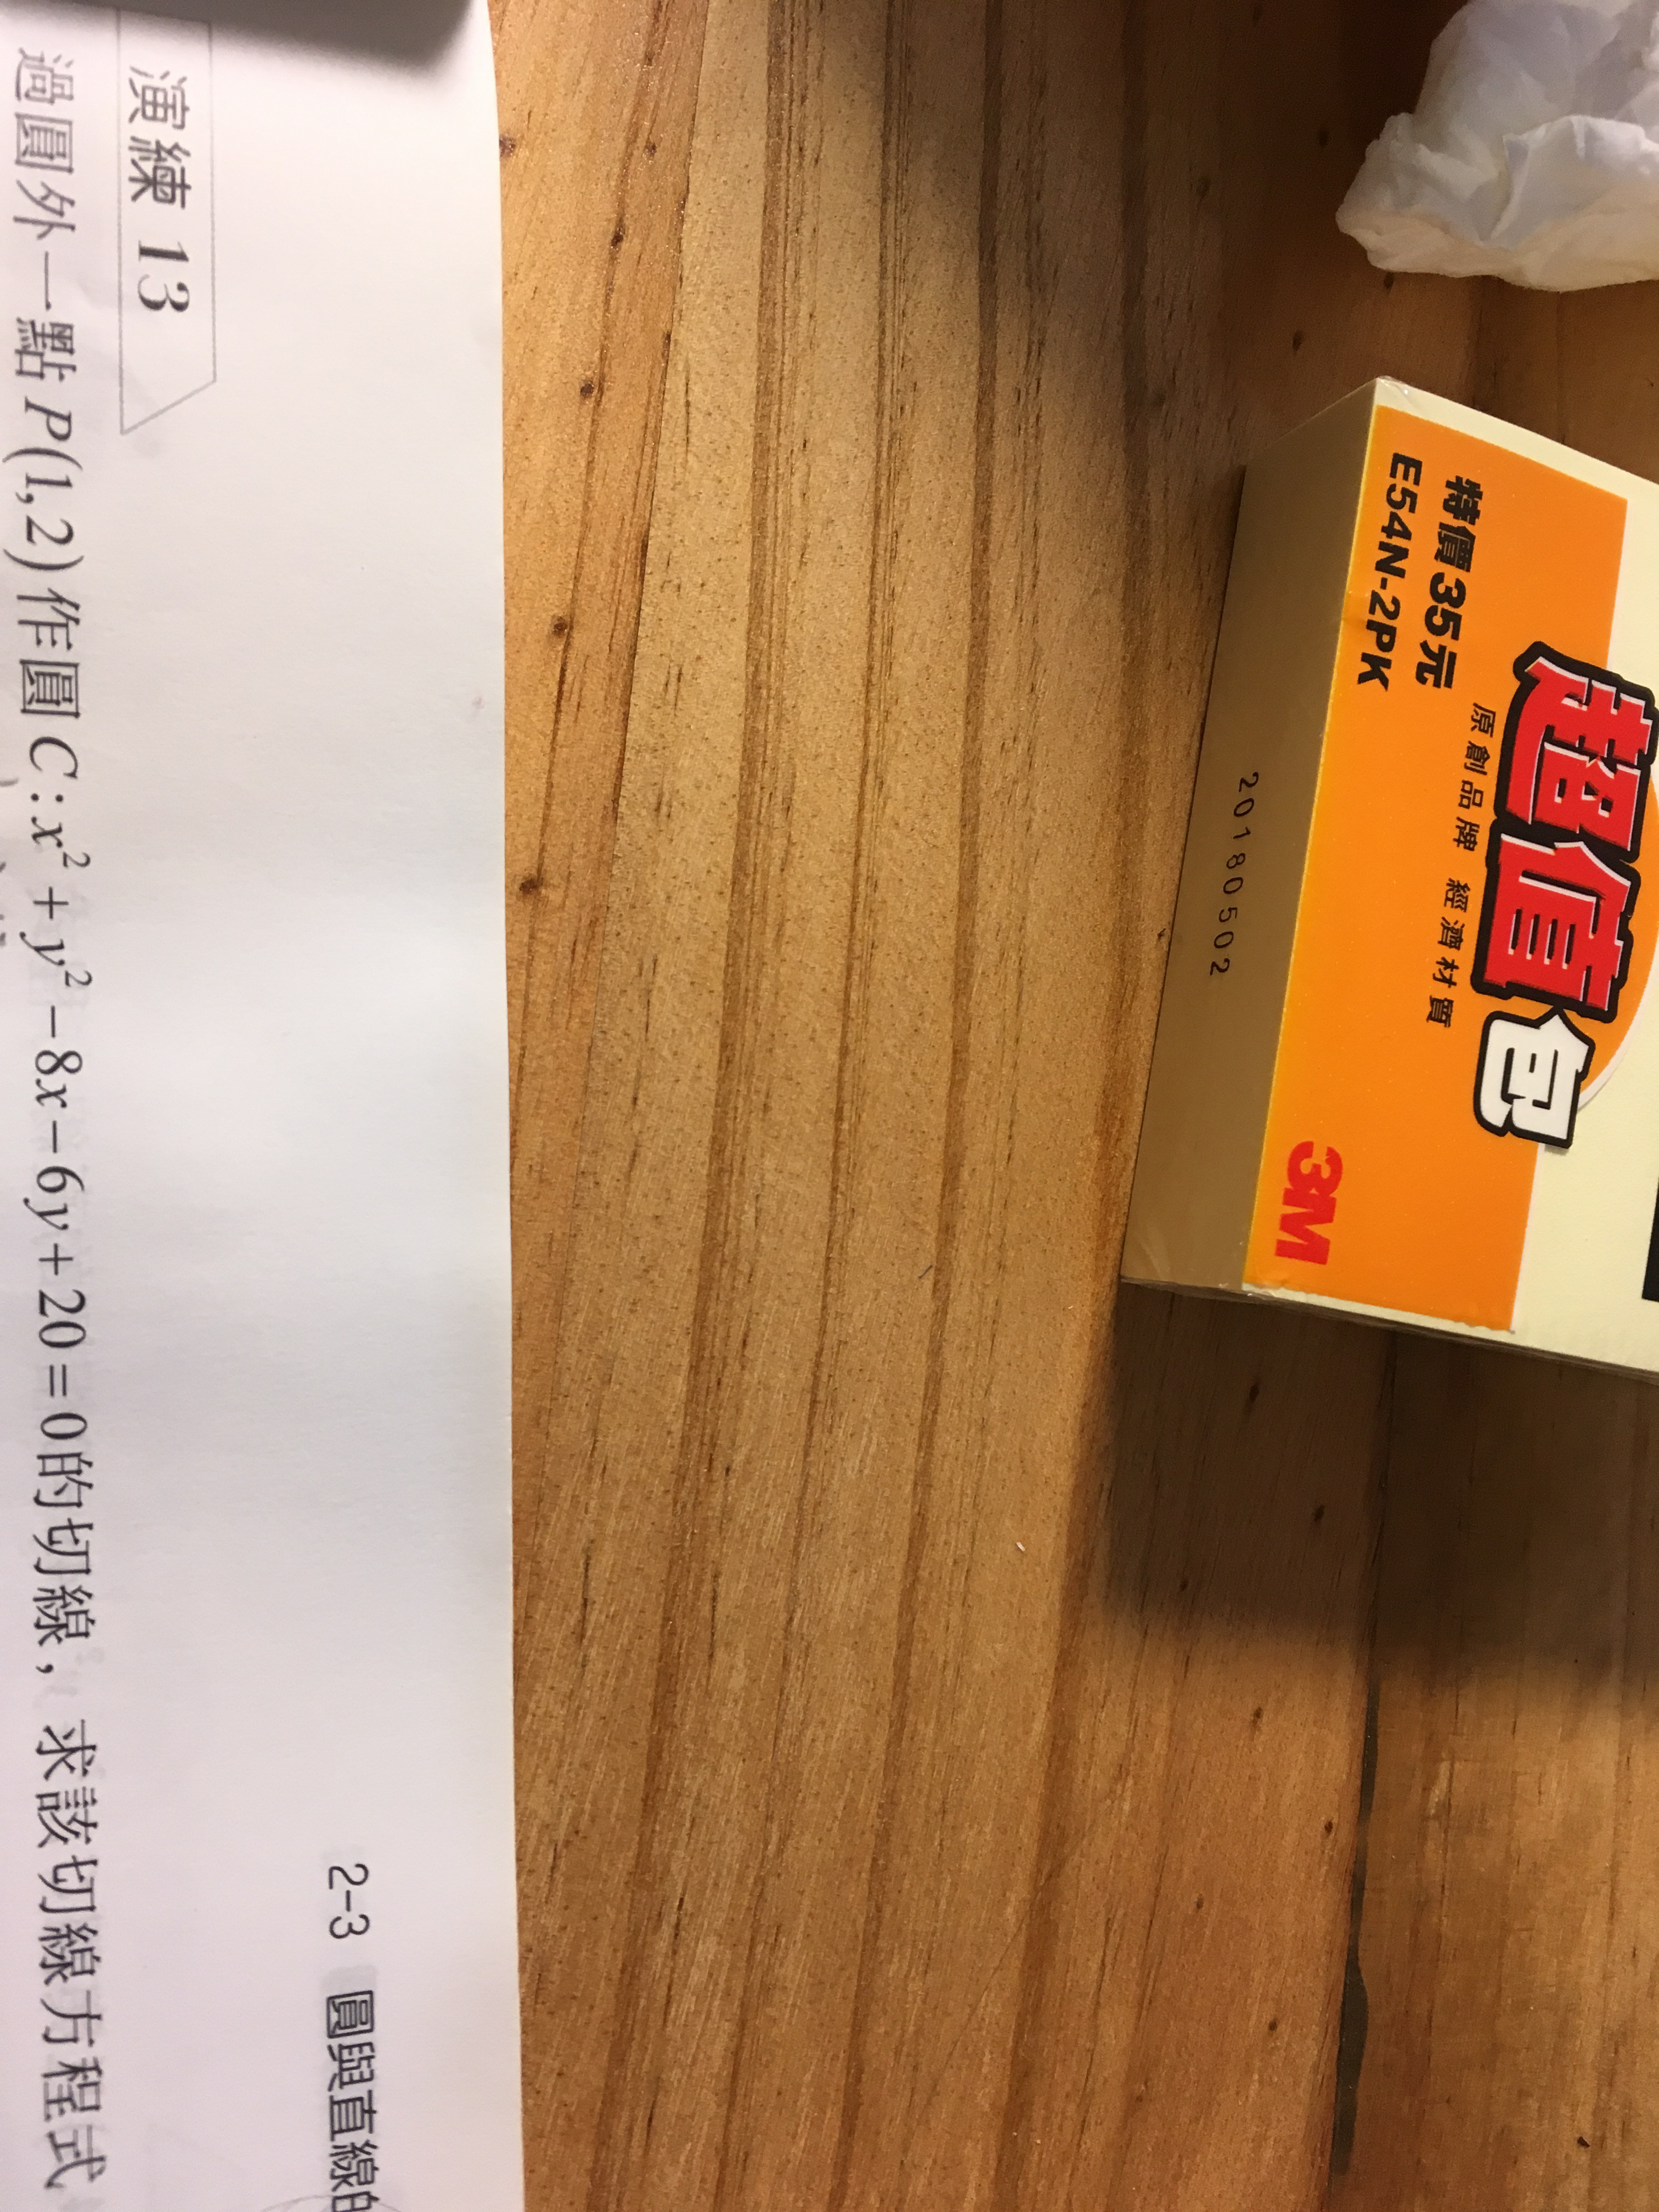 2-3 圓與直線的
演練 13
過圓外一點 P(1,2) 作圓 C:x²+y²-8x-6y+20=0的切線，求該切線方程式
超值包
原創品牌 經濟材質
特價35元
E54N-2PK
3M
20180502